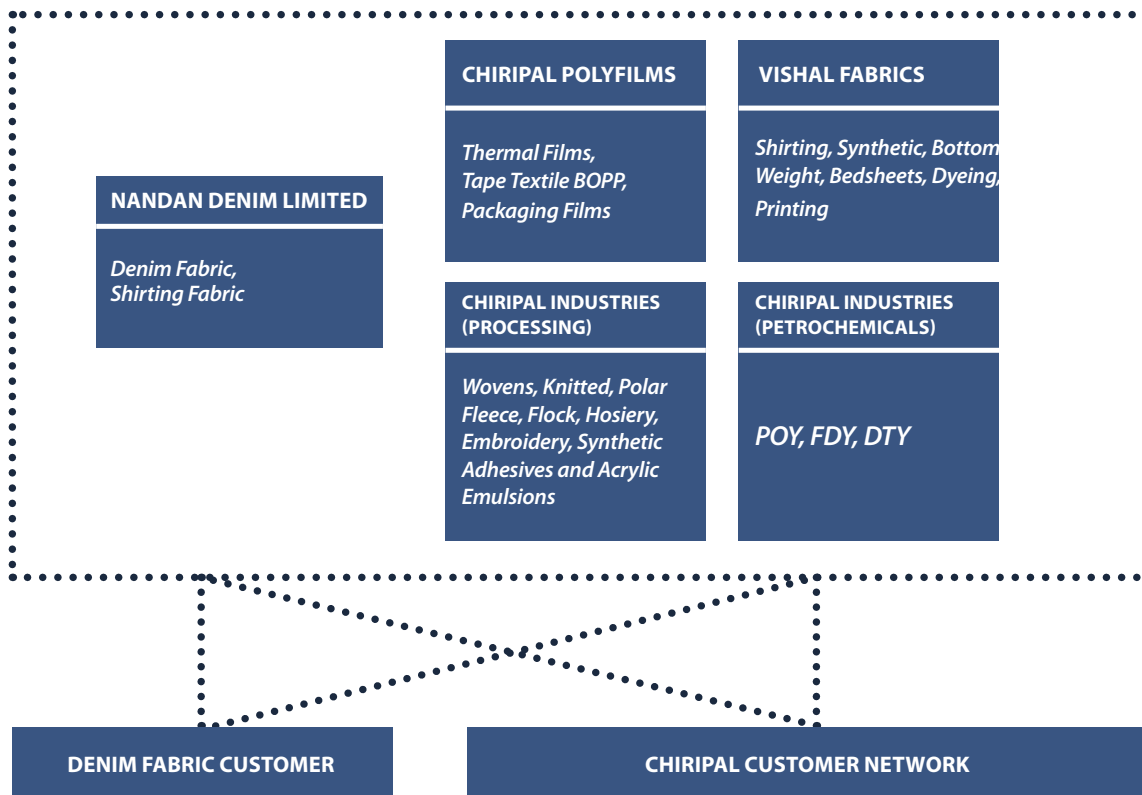 CHIRIPAL POLYFILMS
Thermal Films,
Tape Textile BOPP,
Packaging Films
VISHAL FABRICS
Shirting, Synthetic, Bottom
Weight, Bedsheets, Dyeing,
Printing
NANDAN DENIM LIMITED
Denim Fabric,
Shirting Fabric
CHIRIPAL INDUSTRIES
(PROCESSING)
Wovens, Knitted, Polar
Fleece, Flock, Hosiery,
Embroidery, Synthetic
Adhesives and Acrylic
Emulsions
CHIRIPAL INDUSTRIES
(PETROCHEMICALS)
POY, FDY, DTY
DENIM FABRIC CUSTOMER
CHIRIPAL CUSTOMER NETWORK